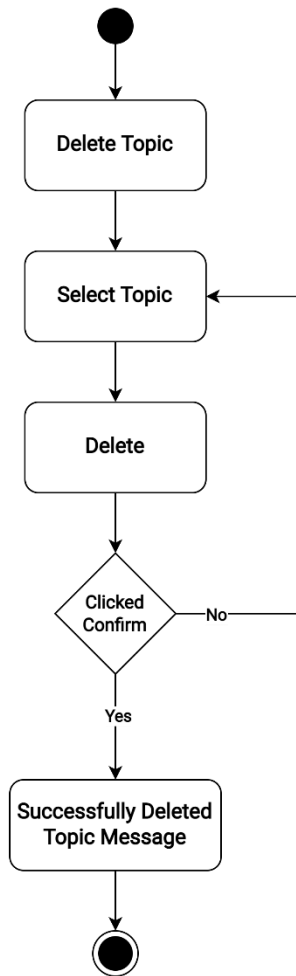 Delete Topic
Select Topic
Delete
Clicked
Confirm
No
Yes
Successfully Deleted
Topic Message